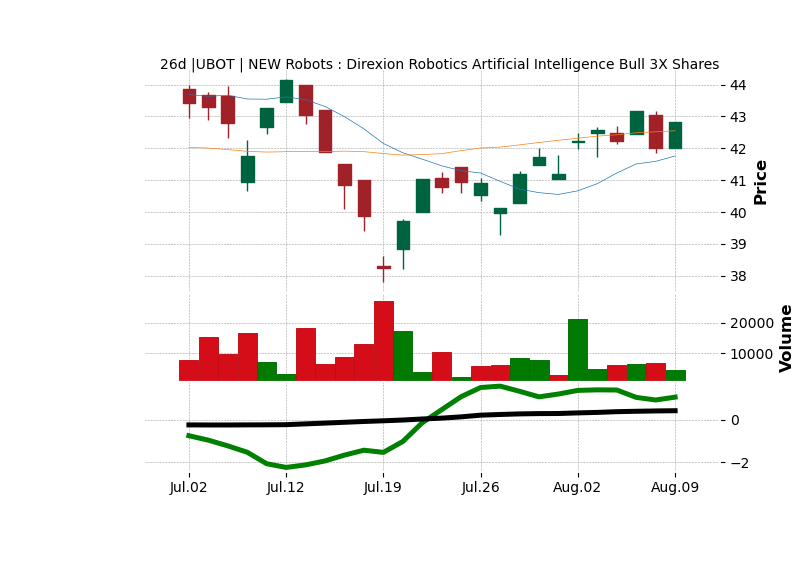 26d |UBOT | NEW Robots : Direxion Robotics Artificial Intelligence Bull 3X Shares
44
43
42
41
40
39
38
Price
20000
10000
Volume
0
−2
Jul.02 Jul.12 Jul.19 Jul.26 Aug.02 Aug.09